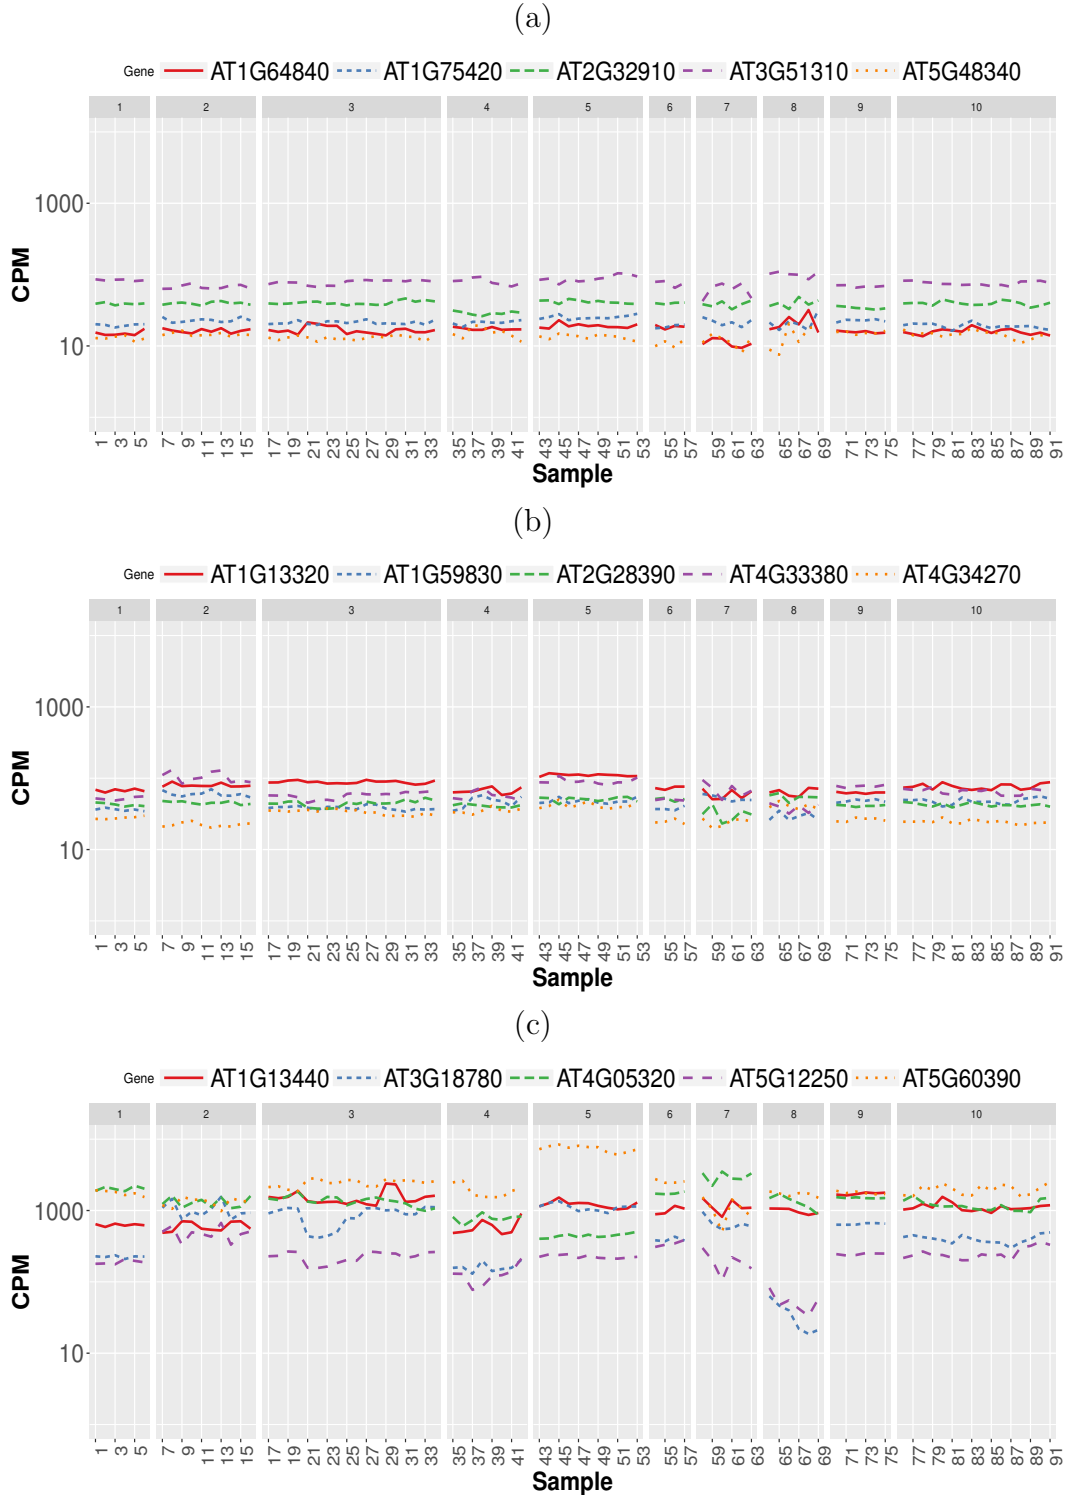 (a)
Gene AT1G64840 AT1G75420 AT2G32910 AT3G51310 AT5G48340
1 2 3 4 5 6 7 8 9 10
1000
10
CPM
1 3 5 7 9 11 13 15 17 19 21 23 25 27 29 31 33 35 37 39 41 43 45 47 49 51 53 55 57 59 61 63 65 67 69 71 73 75 77 79 81 83 85 87 89 91
Sample
(b)
Gene AT1G13320 AT1G59830 AT2G28390 AT4G33380 AT4G34270
1 2 3 4 5 6 7 8 9 10
1000
10
CPM
1 3 5 7 9 11 13 15 17 19 21 23 25 27 29 31 33 35 37 39 41 43 45 47 49 51 53 55 57 59 61 63 65 67 69 71 73 75 77 79 81 83 85 87 89 91
Sample
(c)
Gene AT1G13440 AT3G18780 AT4G05320 AT5G12250 AT5G60390
1 2 3 4 5 6 7 8 9 10
1000
10
CPM
1 3 5 7 9 11 13 15 17 19 21 23 25 27 29 31 33 35 37 39 41 43 45 47 49 51 53 55 57 59 61 63 65 67 69 71 73 75 77 79 81 83 85 87 89 91
Sample